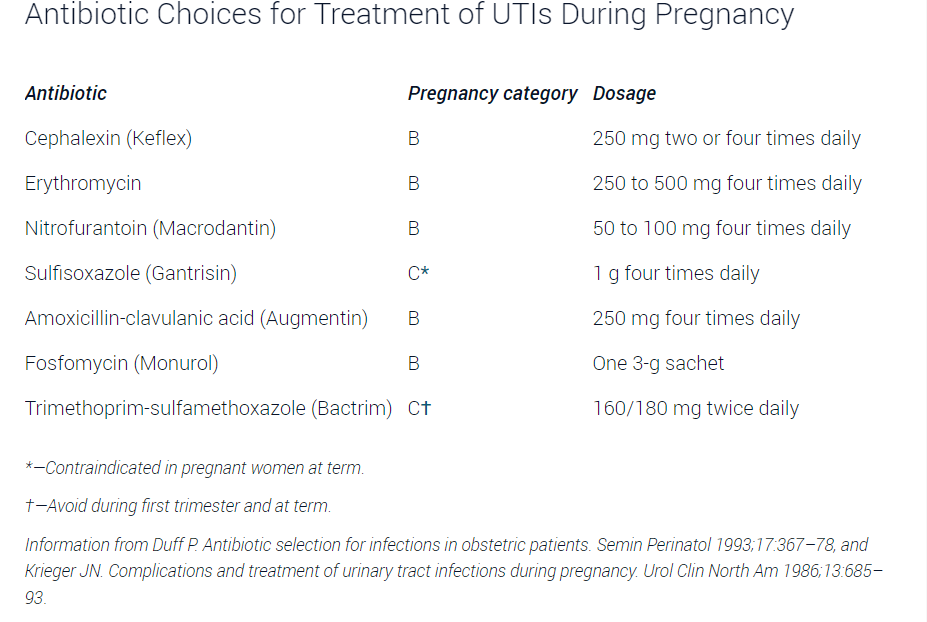 Antibiotic Choices for Treatment of UTIs During Pregnancy
Antibiotic Pregnancy category Dosage
Cephalexin (Keflex) B 250 mg two or four times daily
Erythromycin B 250 to 500 mg four times daily
Nitrofurantoin (Macrodantin) B 50 to 100 mg four times daily
Sulfisoxazole (Gantrisin) C* 1 g four times daily
Amoxicillin-clavulanic acid (Augmentin) B 250 mg four times daily
Fosfomycin (Monurol) B One 3-g sachet
Trimethoprim-sulfamethoxazole (Bactrim) C† 160/180 mg twice daily
*—Contraindicated in pregnant women at term.
†—Avoid during first trimester and at term.
Information from Duff P. Antibiotic selection for infections in obstetric patients. Semin Perinatol 1993;17:367–78, and
Krieger JN. Complications and treatment of urinary tract infections during pregnancy. Urol Clin North Am 1986;13:685–
93.